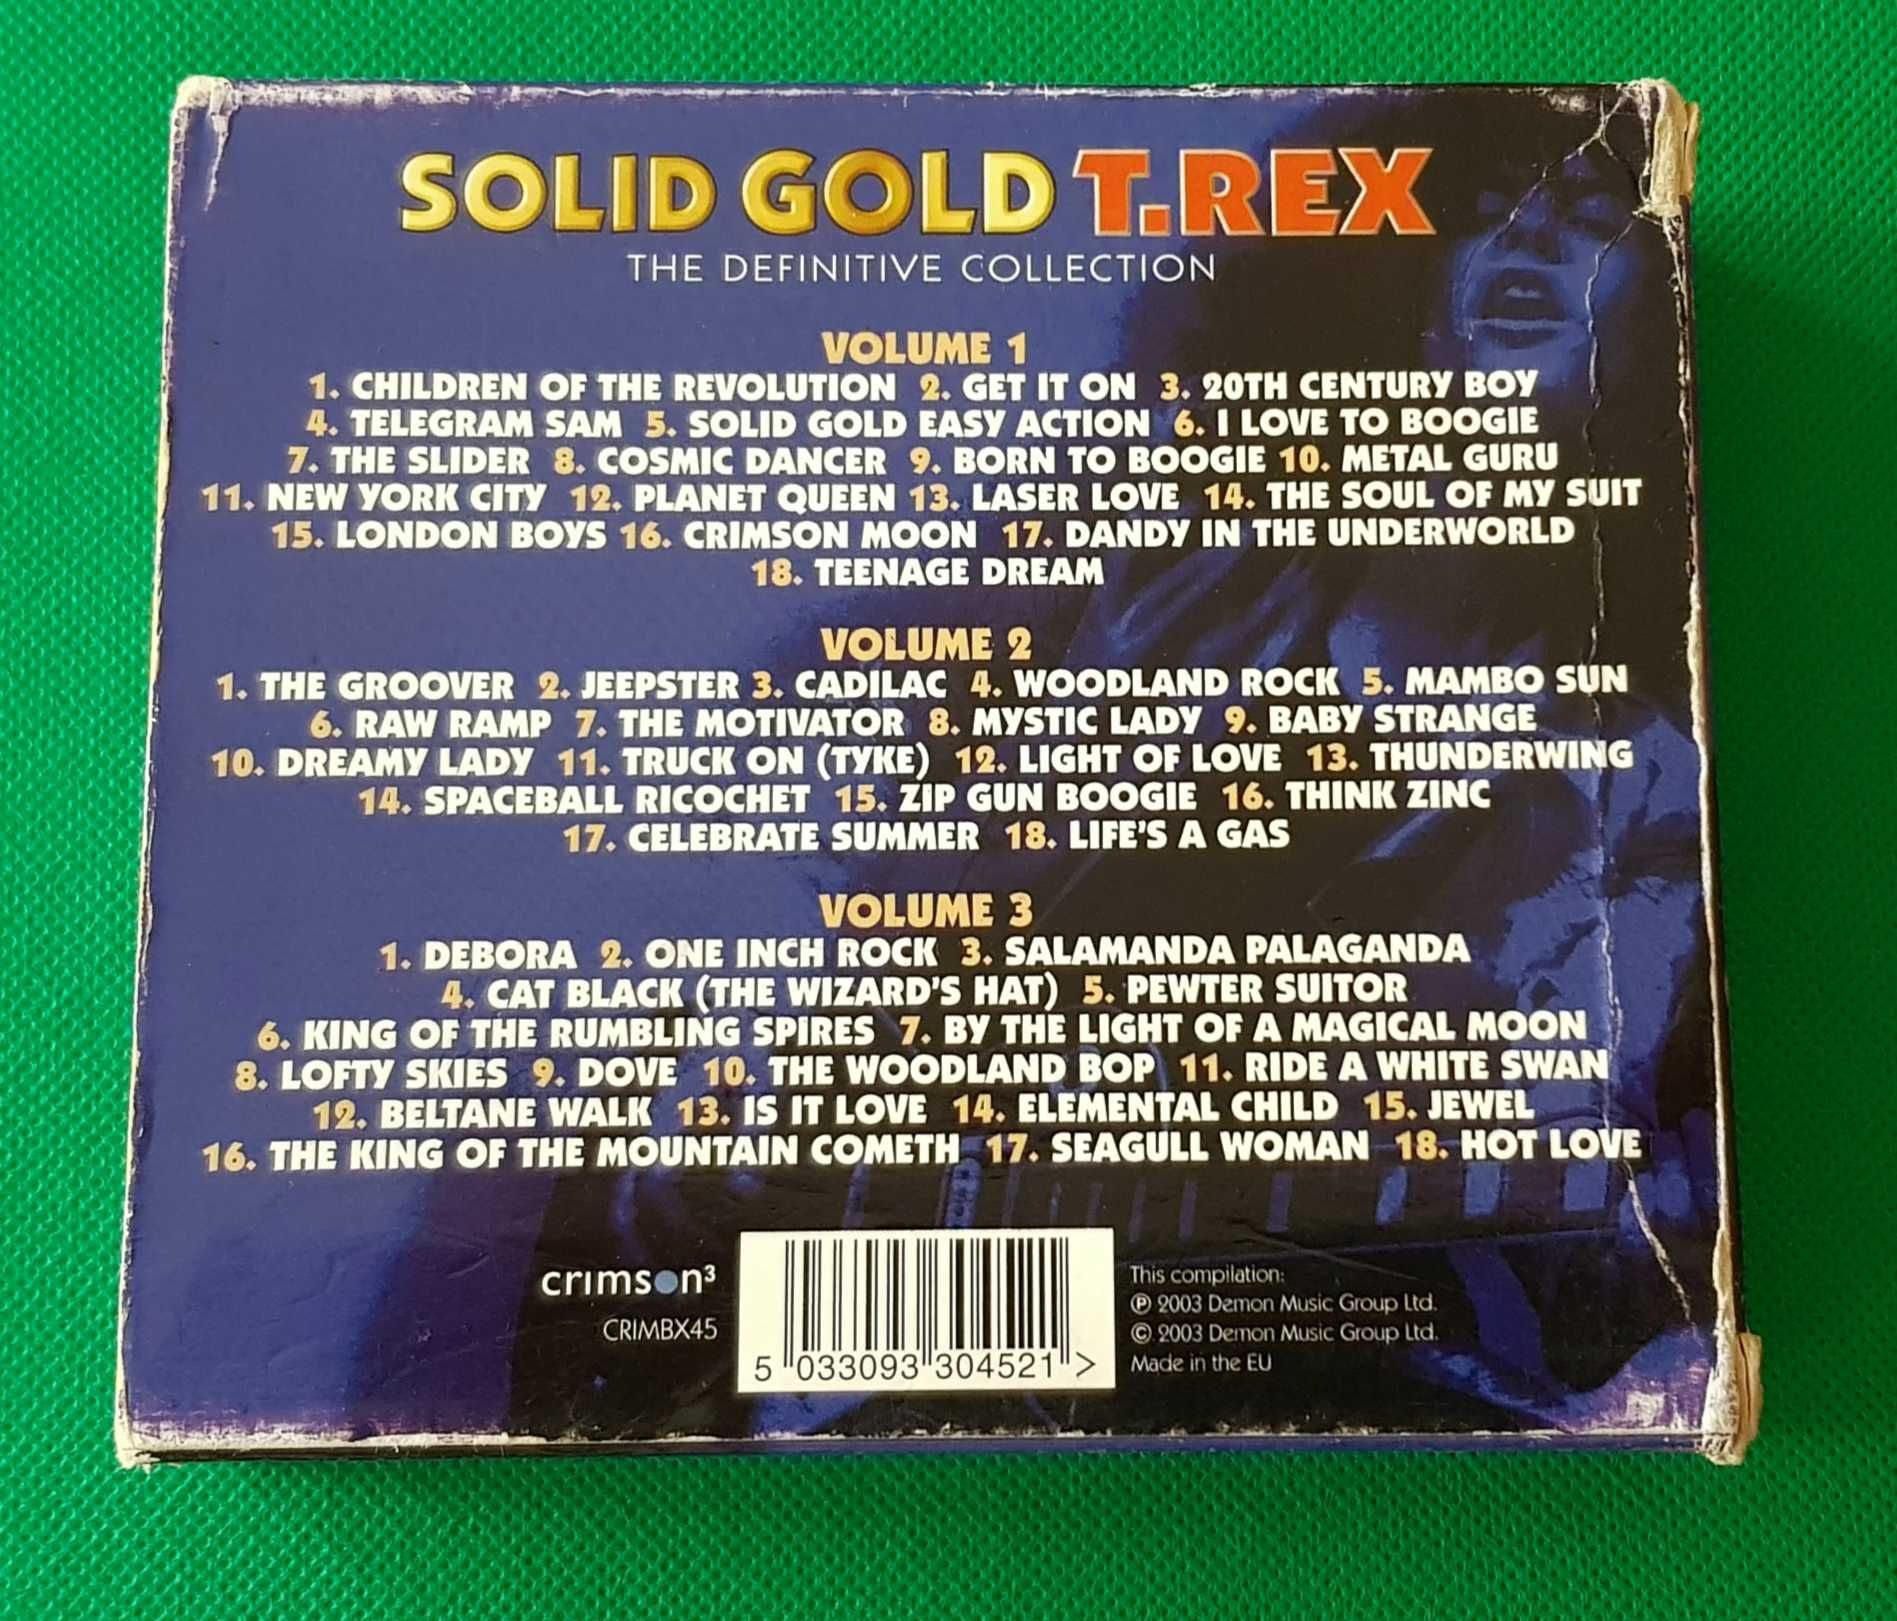 SOLID GOLD T.REX
THE DEFINITIVE COLLECTION
VOLUME 1
1. CHILDREN OF THE REVOLUTION 2. GET IT ON 3. 20TH CENTURY BOY
4. TELEGRAM SAM 5. SOLID GOLD EASY ACTION 6. I LOVE TO BOOGIE
7. THE SLIDER 8. COSMIC DANCER 9. BORN TO BOOGIE 10. METAL GURU
11. NEW YORK CITY 12. PLANET QUEEN 13. LASER LOVE 14. THE SOUL OF MY SUIT
15. LONDON BOYS 16. CRIMSON MOON 17. DANDY IN THE UNDERWORLD
18. TEENAGE DREAM
VOLUME 2
1. THE GROOVER 2. JEEPSTER 3. CADILAC 4. WOODLAND ROCK 5. MAMBO SUN
6. RAW RAMP 7. THE MOTIVATOR 8. MYSTIC LADY 9. BABY STRANGE
10. DREAMY LADY 11. TRUCK ON (TYKE) 12. LIGHT OF LOVE 13. THUNDERWING
14. SPACEBALL RICOCHET 15. ZIP GUN BOOGIE 16. THINK ZINC
17. CELEBRATE SUMMER 18. LIFE'S A GAS
VOLUME 3
1. DEBORA 2. ONE INCH ROCK 3. SALAMANDA PALAGANDA
4. CAT BLACK (THE WIZARD'S HAT) 5. PEWTER SUITOR
6. KING OF THE RUMBLING SPIRES 7. BY THE LIGHT OF A MAGICAL MOON
8. LOFTY SKIES 9. DOVE 10. THE WOODLAND BOP 11. RIDE A WHITE SWAN
12. BELTANE WALK 13. IS IT LOVE 14. ELEMENTAL CHILD 15. JEWEL
16. THE KING OF THE MOUNTAIN COMETH 17. SEAGULL WOMAN 18. HOT LOVE
crimson³
CRIMBX45
5 033093 304521 >
This compilation:
℗ 2003 Demon Music Group Ltd.
© 2003 Demon Music Group Ltd.
Made in the EU